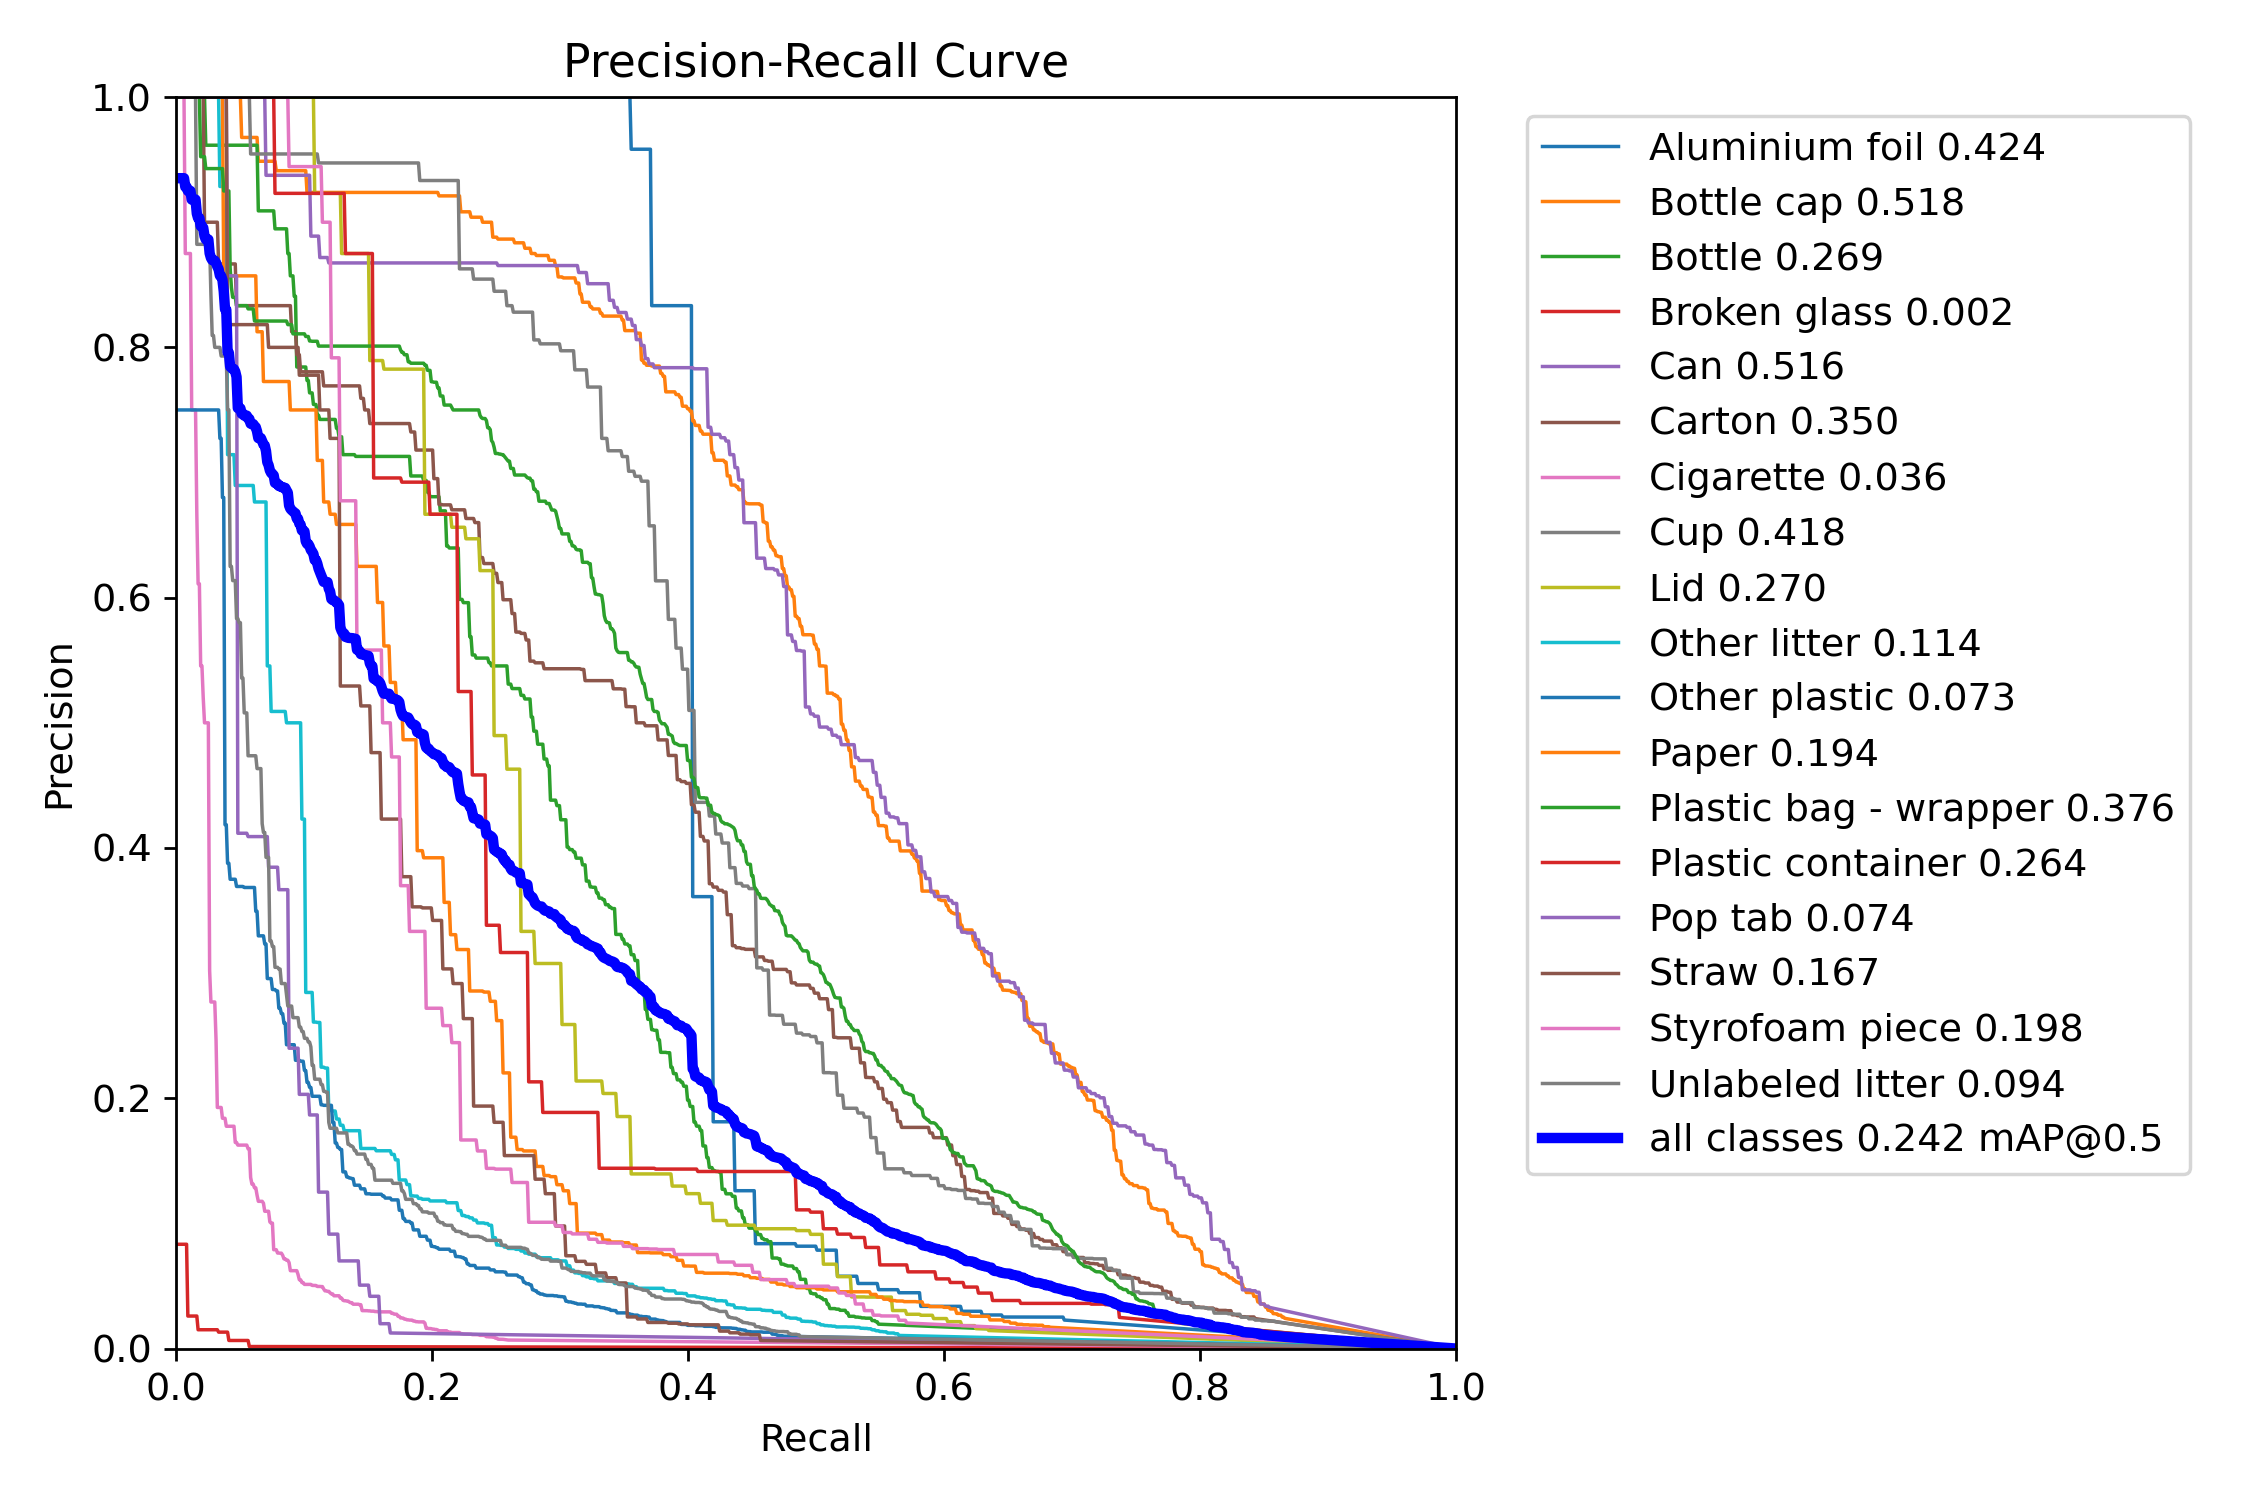 Precision-Recall Curve
1.0
0.8
0.6
0.4
0.2
0.0
Precision
0.0 0.2 0.4 0.6 0.8 1.0
Recall
Aluminium foil 0.424
Bottle cap 0.518
Bottle 0.269
Broken glass 0.002
Can 0.516
Carton 0.350
Cigarette 0.036
Cup 0.418
Lid 0.270
Other litter 0.114
Other plastic 0.073
Paper 0.194
Plastic bag - wrapper 0.376
Plastic container 0.264
Pop tab 0.074
Straw 0.167
Styrofoam piece 0.198
Unlabeled litter 0.094
all classes 0.242 mAP@0.5